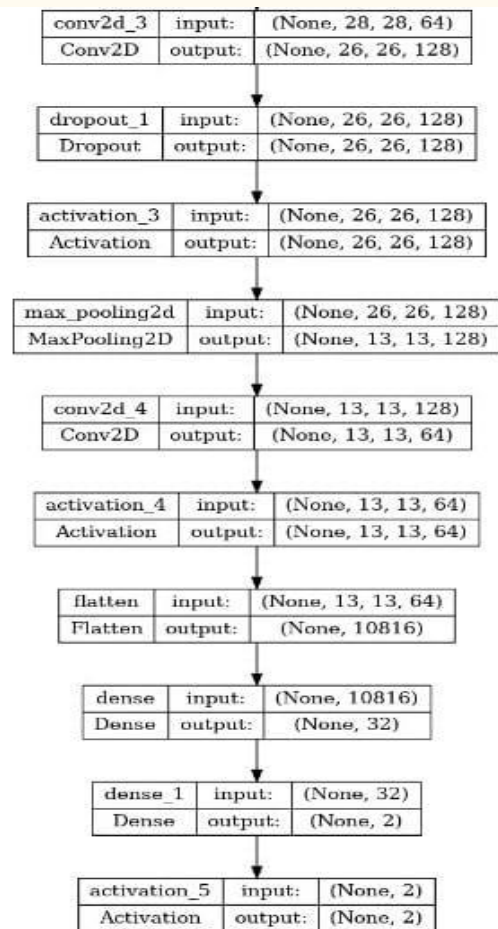 conv2d_3 input: (None, 28, 28, 64)
Conv2D output: (None, 26, 26, 128)
dropout_1 input: (None, 26, 26, 128)
Dropout output: (None, 26, 26, 128)
activation_3 input: (None, 26, 26, 128)
Activation output: (None, 26, 26, 128)
max_pooling2d input: (None, 26, 26, 128)
MaxPooling2D output: (None, 13, 13, 128)
conv2d_4 input: (None, 13, 13, 128)
Conv2D output: (None, 13, 13, 64)
activation_4 input: (None, 13, 13, 64)
Activation output: (None, 13, 13, 64)
flatten input: (None, 13, 13, 64)
Flatten output: (None, 10816)
dense input: (None, 10816)
Dense output: (None, 32)
dense_1 input: (None, 32)
Dense output: (None, 2)
activation_5 input: (None, 2)
Activation output: (None, 2)